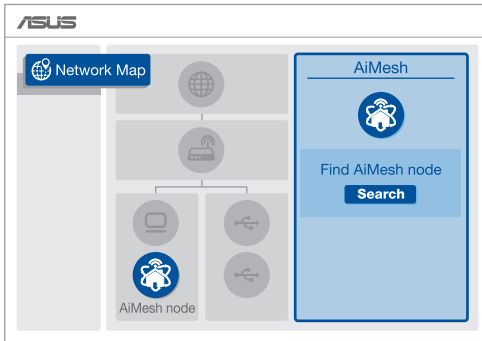 ASUS
Network Map
AiMesh
Find AiMesh node
Search
AiMesh node